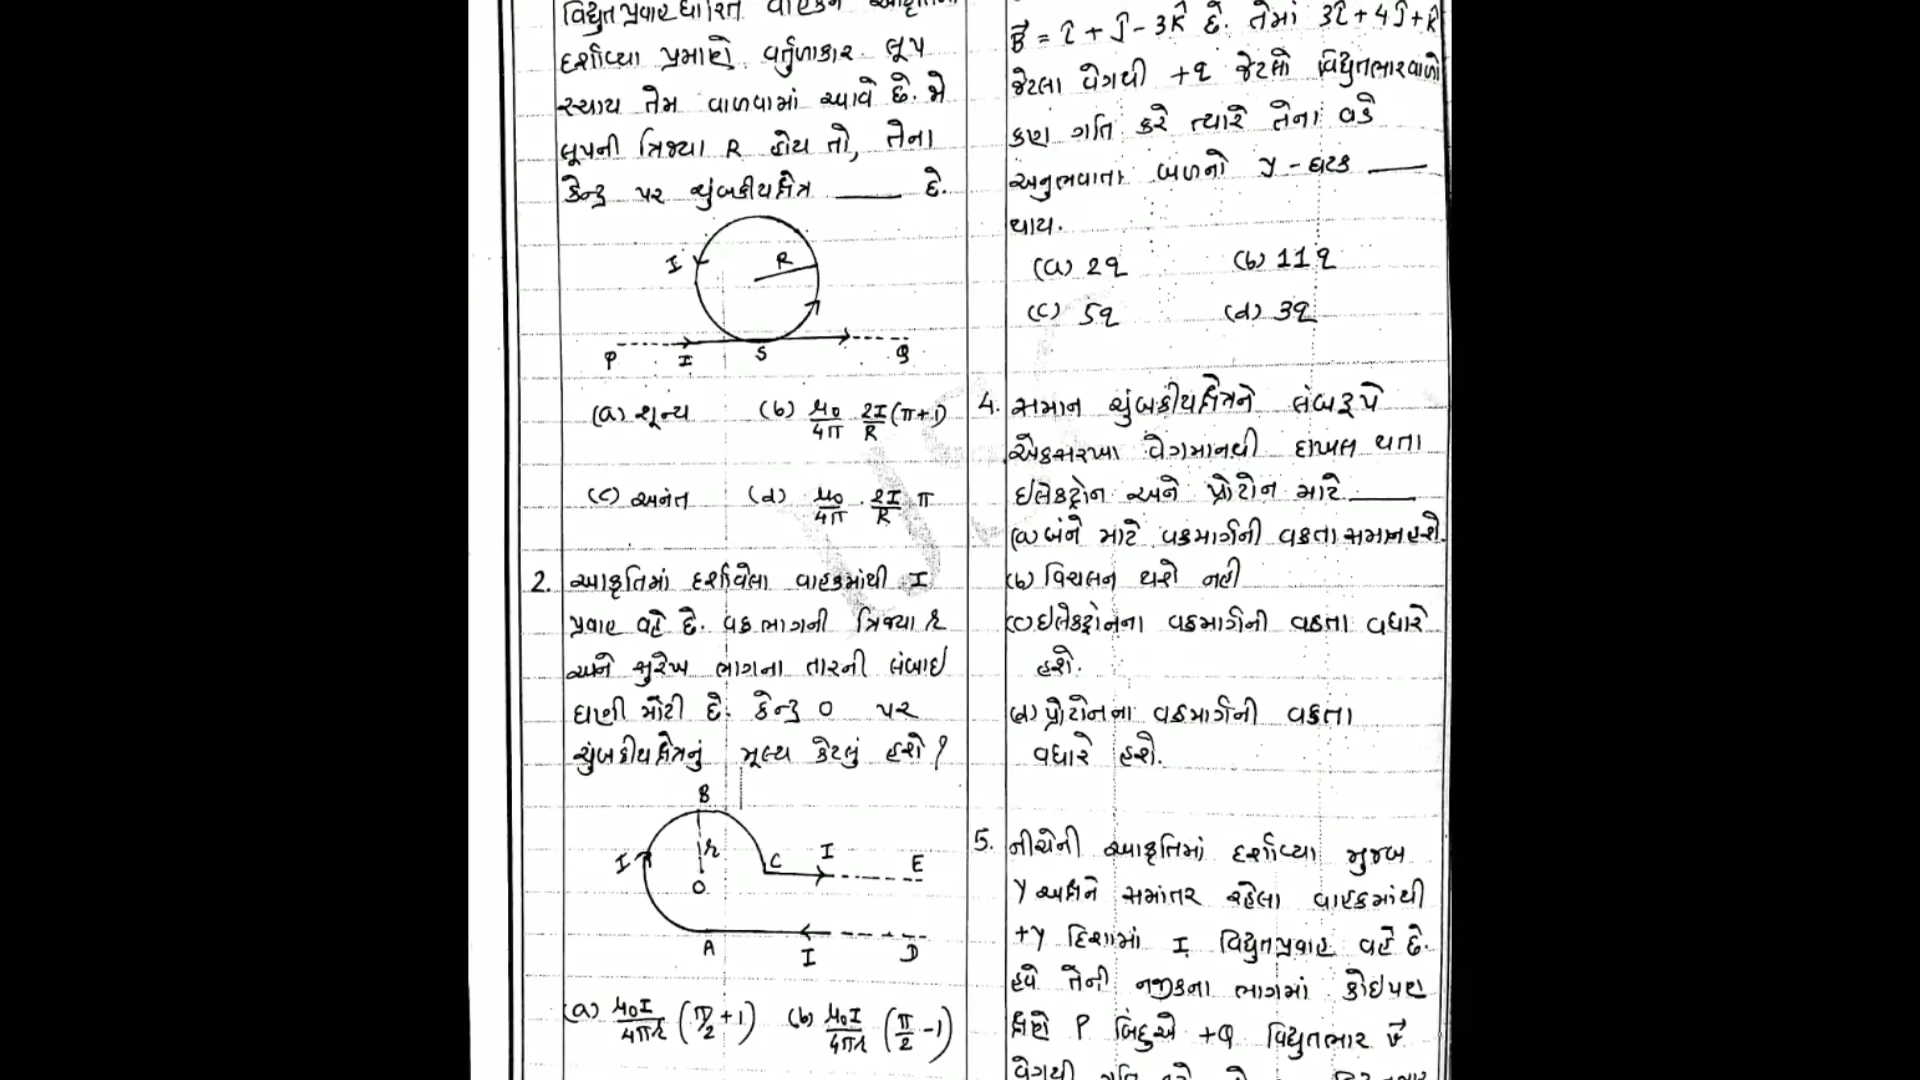 વિદ્યુતપ્રવાહધારિત વાહકને
દર્શાવ્યા પ્રમાણે વર્તુળાકાર લૂપ
રચાય તેમ વાળવામાં આવે છે. જો
લૂપની ત્રિજ્યા R હોય તો, તેના
કેન્દ્ર પર ચુંબકીયક્ષેત્ર ____ છે.
I
R
P I S Q
(a) શૂન્ય (b) μ0/4π 2I/R (π+1)
(c) અનંત (d) μ0/4π . 2I/R π
2. આકૃતિમાં દર્શાવેલા વાહકમાંથી I
પ્રવાહ વહે છે. વક્રભાગની ત્રિજ્યા r
અને સુરેખ ભાગના તારની લંબાઇ
ઘણી મોટી છે. કેન્દ્ર O પર
ચુંબકીયક્ષેત્રનું મૂલ્ય કેટલું હશે?
B
I r C I E
O
A I D
(a) μ0I/4πr (π/2 + 1) (b) μ0I/4πr (π/2 - 1)
B⃗ = î + ĵ - 3k̂ છે. તેમાં 3î + 4ĵ + k̂
જેટલા વેગથી +q જેટલો વિદ્યુતભારવાળો
કણ ગતિ કરે ત્યારે તેના વડે
અનુભવાતા બળનો y - ઘટક ____
થાય.
(a) 2q (b) 11q
(c) 5q (d) 3q
4. સમાન ચુંબકીયક્ષેત્રને લંબરૂપે
એકસરખા વેગમાનથી દાખલ થતા
ઇલેક્ટ્રોન અને પ્રોટોન માટે ____
(a) બંને માટે વક્રમાર્ગની વક્રતા સમાન હશે.
(b) વિચલન થશે નહી
(c) ઇલેક્ટ્રોનના વક્રમાર્ગની વક્રતા વધારે
હશે.
(d) પ્રોટોનના વક્રમાર્ગની વક્રતા
વધારે હશે.
5. નીચેની આકૃતિમાં દર્શાવ્યા મુજબ
Y અક્ષને સમાંતર રહેલા વાહકમાંથી
+Y દિશામાં I વિદ્યુતપ્રવાહ વહે છે.
હવે તેની નજીકના ભાગમાં કોઇપણ
ક્ષણે P બિંદુએ +Q વિદ્યુતભાર v⃗
વેગથી ગતિ